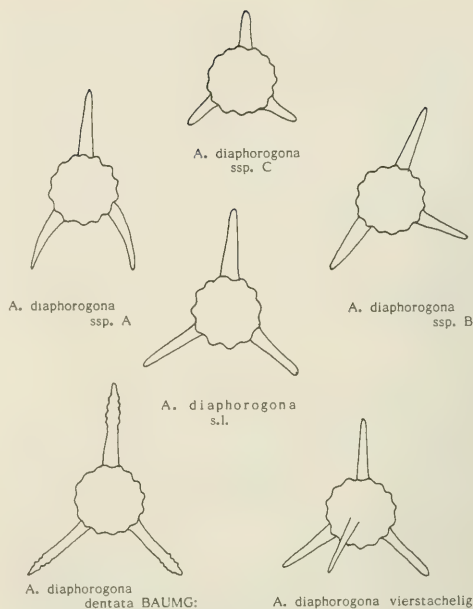 A. diaphorogona
ssp. C
A. diaphorogona
ssp. A
A. diaphorogona
ssp. B
A. diaphorogona
s.l.
A. diaphorogona
dentata BAUMG:
A. diaphorogona vierstachelig